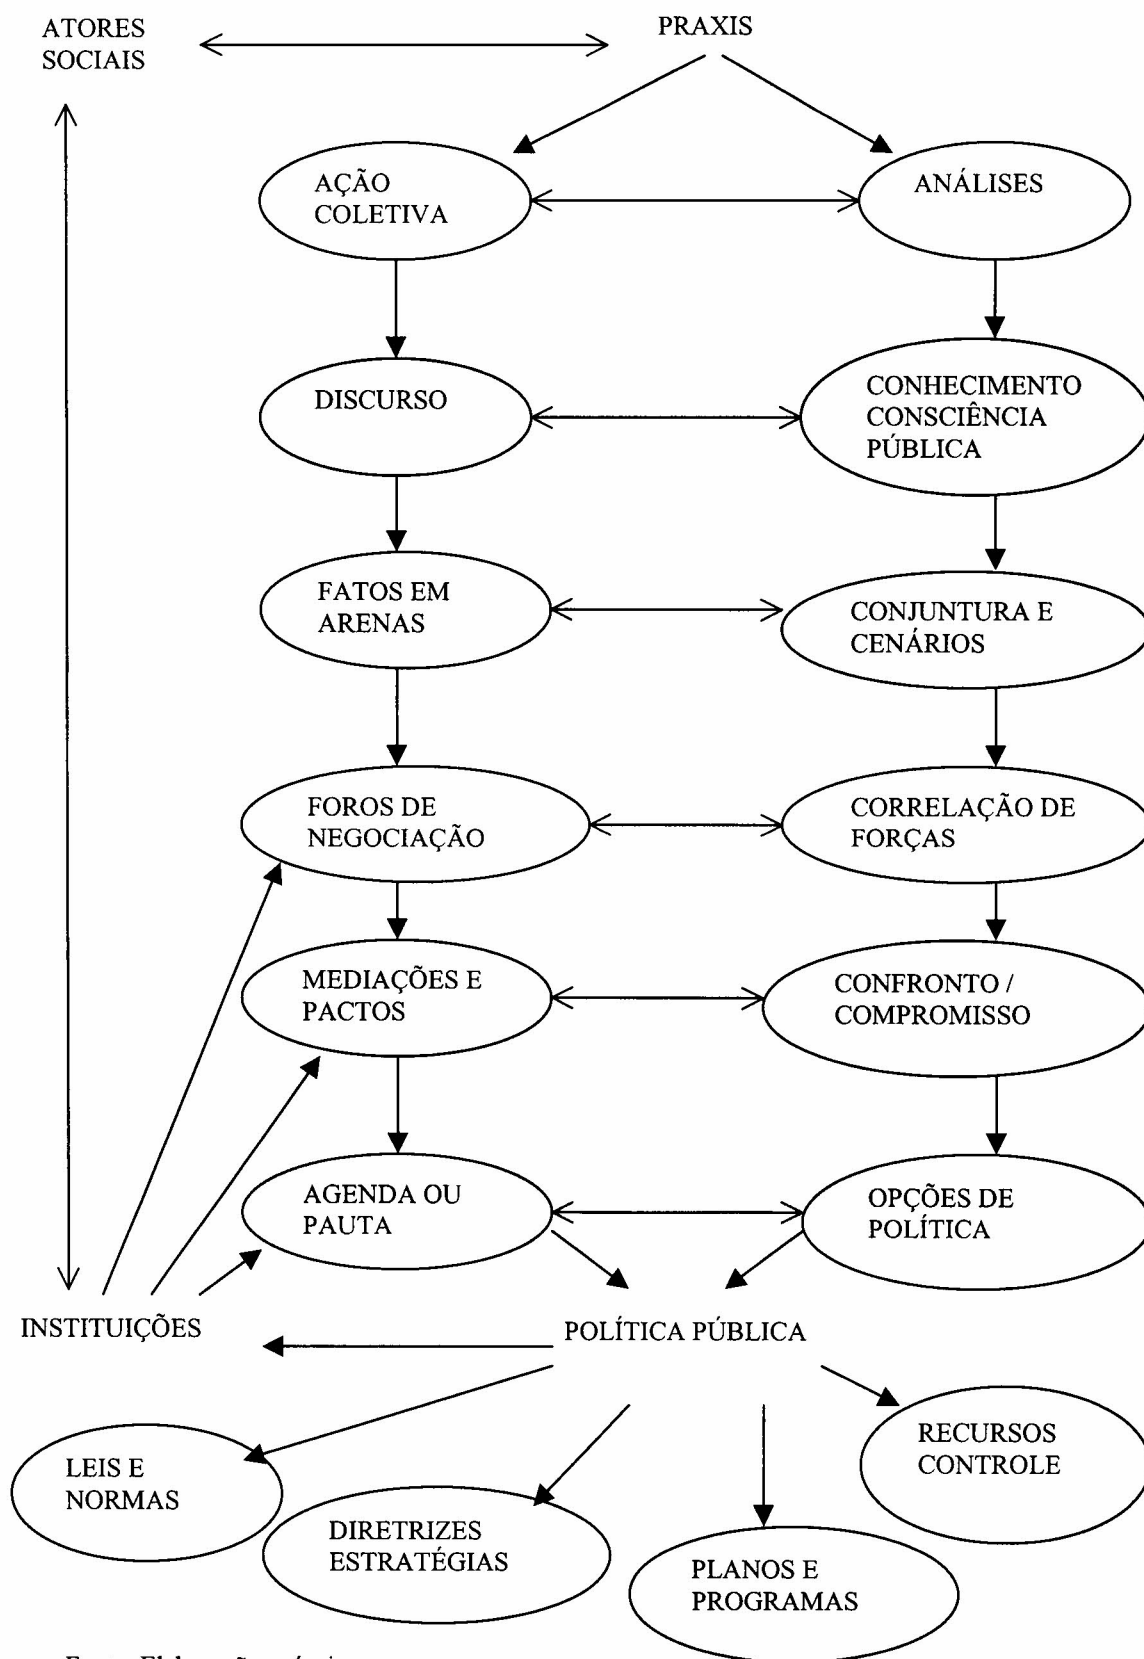 ATORES
SOCIAIS
PRAXIS
AÇÃO
COLETIVA
ANÁLISES
DISCURSO
CONHECIMENTO
CONSCIÊNCIA
PÚBLICA
FATOS EM
ARENAS
CONJUNTURA E
CENÁRIOS
FOROS DE
NEGOCIAÇÃO
CORRELAÇÃO DE
FORÇAS
MEDIAÇÕES E
PACTOS
CONFRONTO /
COMPROMISSO
AGENDA OU
PAUTA
OPÇÕES DE
POLÍTICA
INSTITUIÇÕES
POLÍTICA PÚBLICA
LEIS E
NORMAS
DIRETRIZES
ESTRATÉGIAS
PLANOS E
PROGRAMAS
RECURSOS
CONTROLE